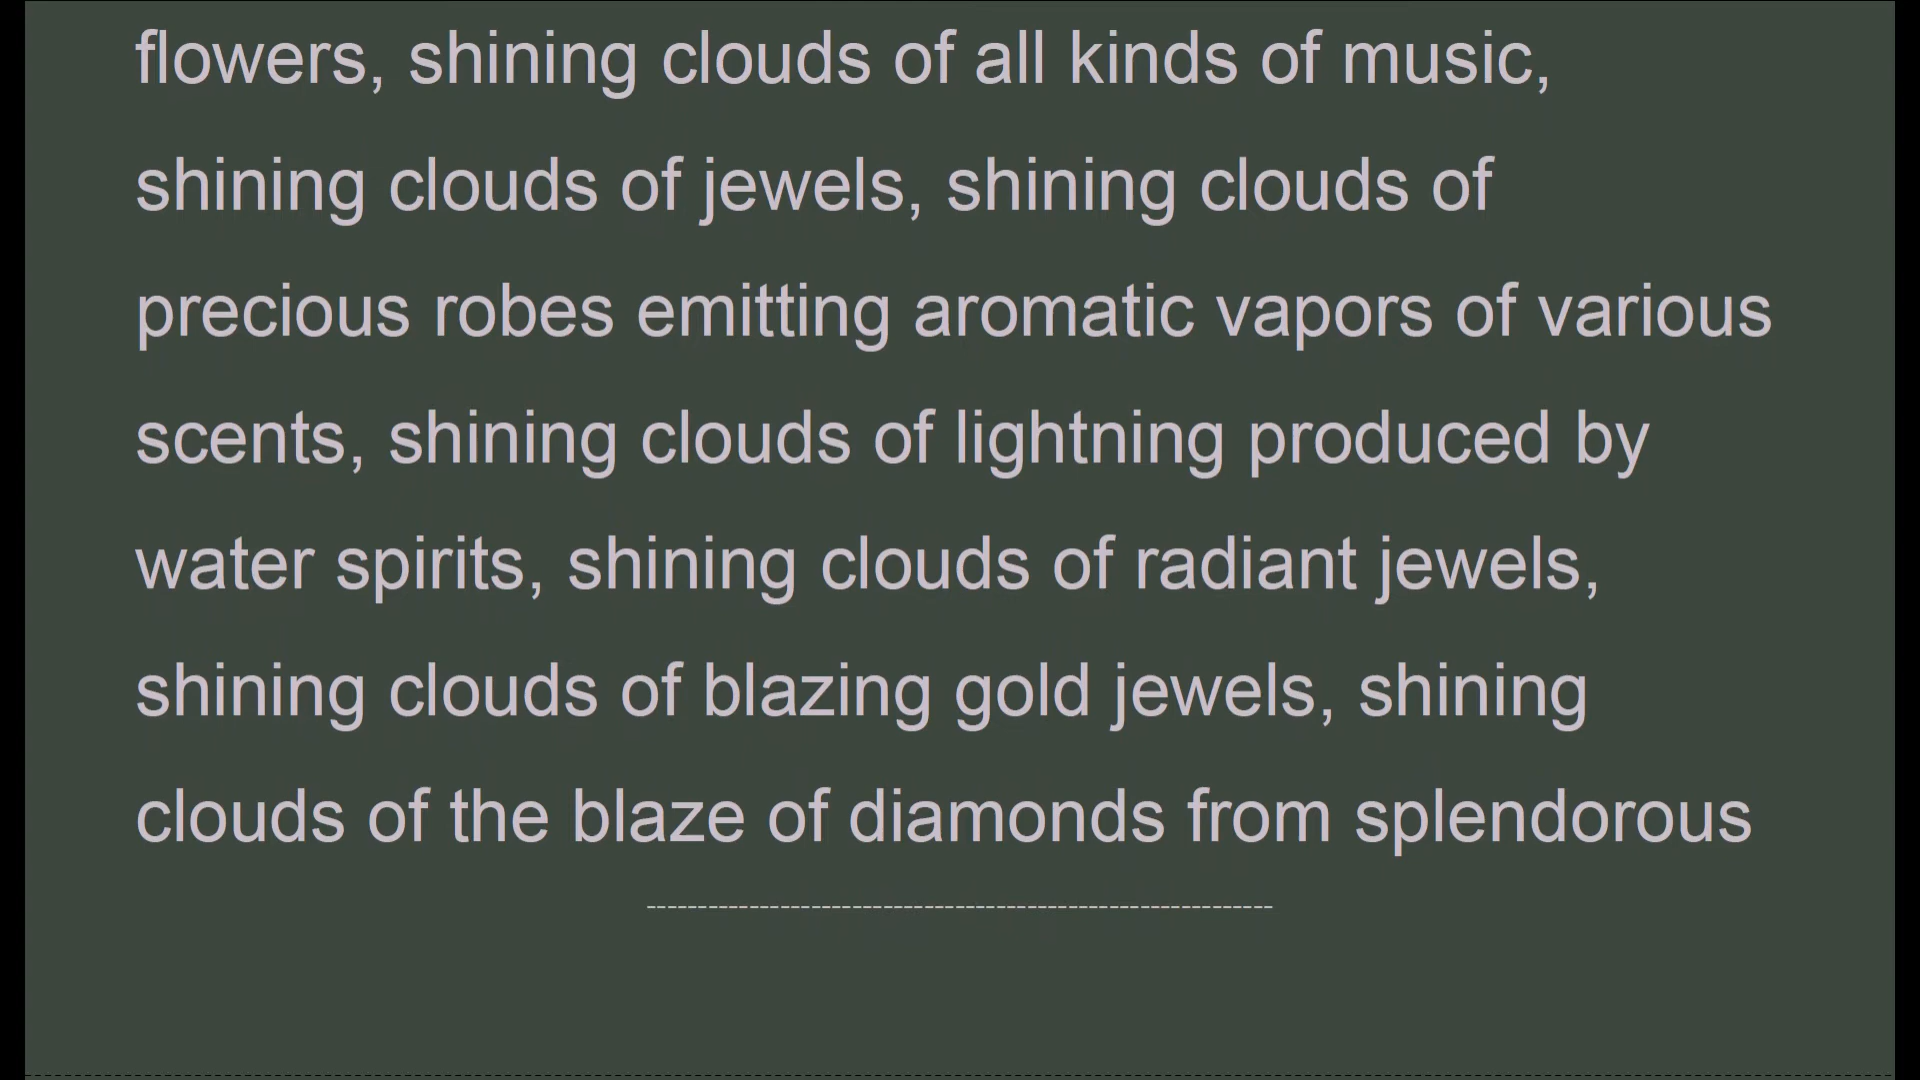 flowers, shining clouds of all kinds of music,
shining clouds of jewels, shining clouds of
precious robes emitting aromatic vapors of various
scents, shining clouds of lightning produced by
water spirits, shining clouds of radiant jewels,
shining clouds of blazing gold jewels, shining
clouds of the blaze of diamonds from splendorous